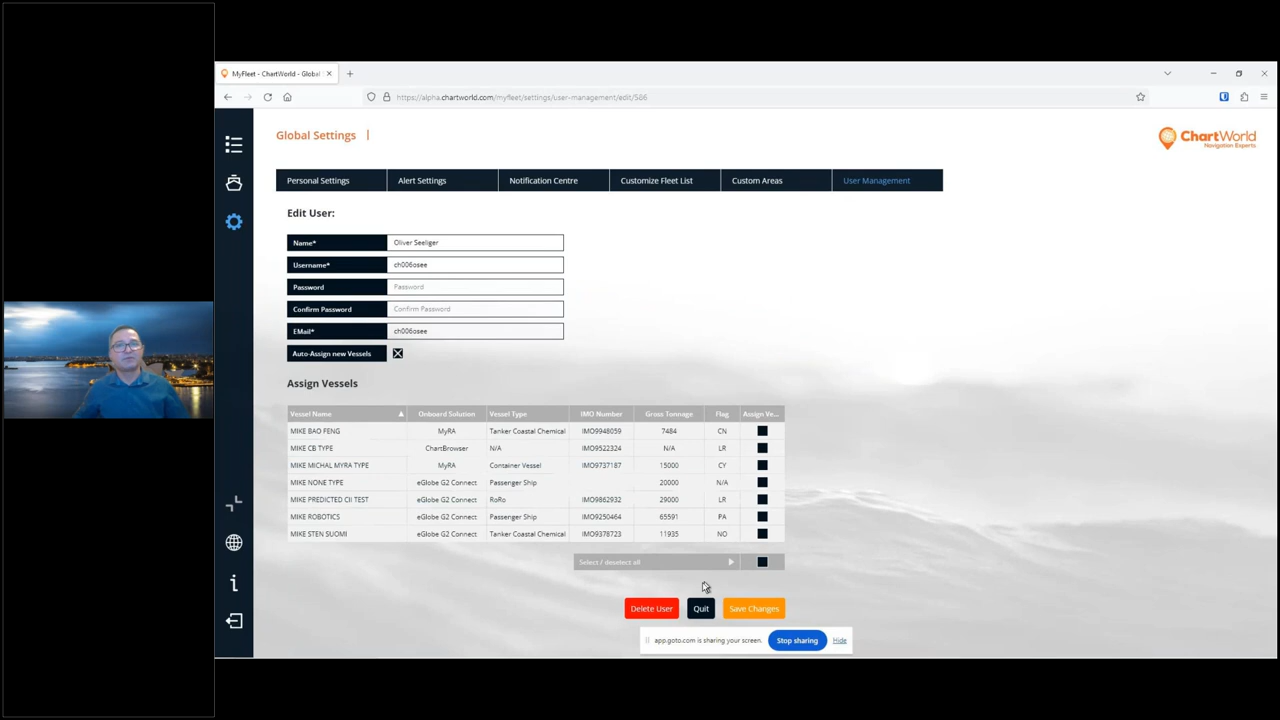 MyFleet - ChartWorld - Global
https://alpha.chartworld.com/myfleet/settings/user-management/edit/586
Global Settings |
ChartWorld
Navigation Experts
Personal Settings Alert Settings Notification Centre Customize Fleet List Custom Areas User Management
Edit User:
Name* Oliver Seeliger
Username* ch006osee
Password Password
Confirm Password Confirm Password
EMail* ch006osee
Auto-Assign new Vessels
Assign Vessels
Vessel Name Onboard Solution Vessel Type IMO Number Gross Tonnage Flag Assign Ve...
MIKE BAO FENG MyRA Tanker Coastal Chemical IMO9948059 7484 CN
MIKE CB TYPE ChartBrowser N/A IMO9522324 N/A LR
MIKE MICHAL MYRA TYPE MyRA Container Vessel IMO9737187 15000 CY
MIKE NONE TYPE eGlobe G2 Connect Passenger Ship 20000 N/A
MIKE PREDICTED CII TEST eGlobe G2 Connect RoRo IMO9862932 29000 LR
MIKE ROBOTICS eGlobe G2 Connect Passenger Ship IMO9250464 65591 PA
MIKE STEN SUOMI eGlobe G2 Connect Tanker Coastal Chemical IMO9378723 11935 NO
Select / deselect all
Delete User Quit Save Changes
app.goto.com is sharing your screen. Stop sharing Hide